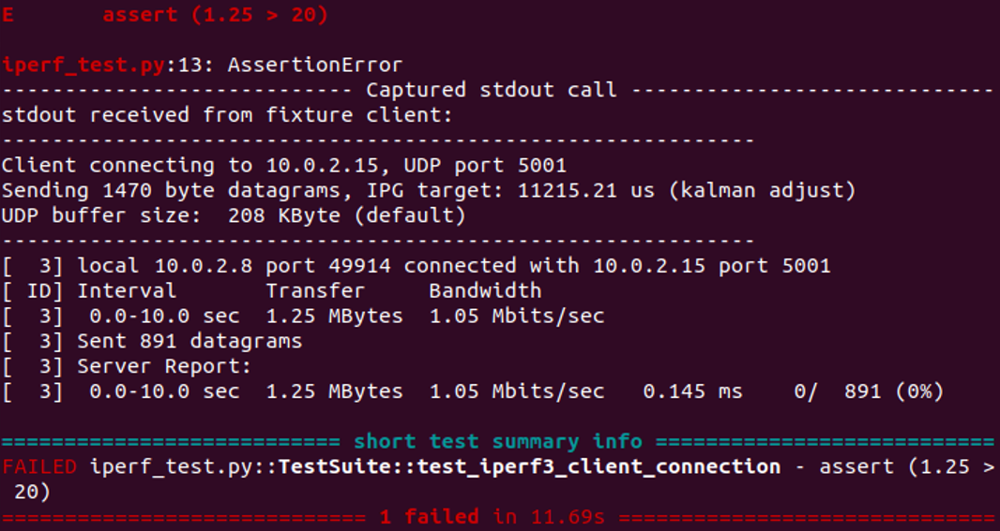 E       assert (1.25 > 20)
iperf_test.py:13: AssertionError
---------------------------- Captured stdout call -----------------------------
stdout received from fixture client:
------------------------------------------------------------
Client connecting to 10.0.2.15, UDP port 5001
Sending 1470 byte datagrams, IPG target: 11215.21 us (kalman adjust)
UDP buffer size:  208 KByte (default)
------------------------------------------------------------
[  3] local 10.0.2.8 port 49914 connected with 10.0.2.15 port 5001
[ ID] Interval       Transfer     Bandwidth
[  3]  0.0-10.0 sec  1.25 MBytes  1.05 Mbits/sec
[  3] Sent 891 datagrams
[  3] Server Report:
[  3]  0.0-10.0 sec  1.25 MBytes  1.05 Mbits/sec   0.145 ms    0/  891 (0%)
=========================== short test summary info ===========================
FAILED iperf_test.py::TestSuite::test_iperf3_client_connection - assert (1.25 >
 20)
============================= 1 failed in 11.69s ==============================